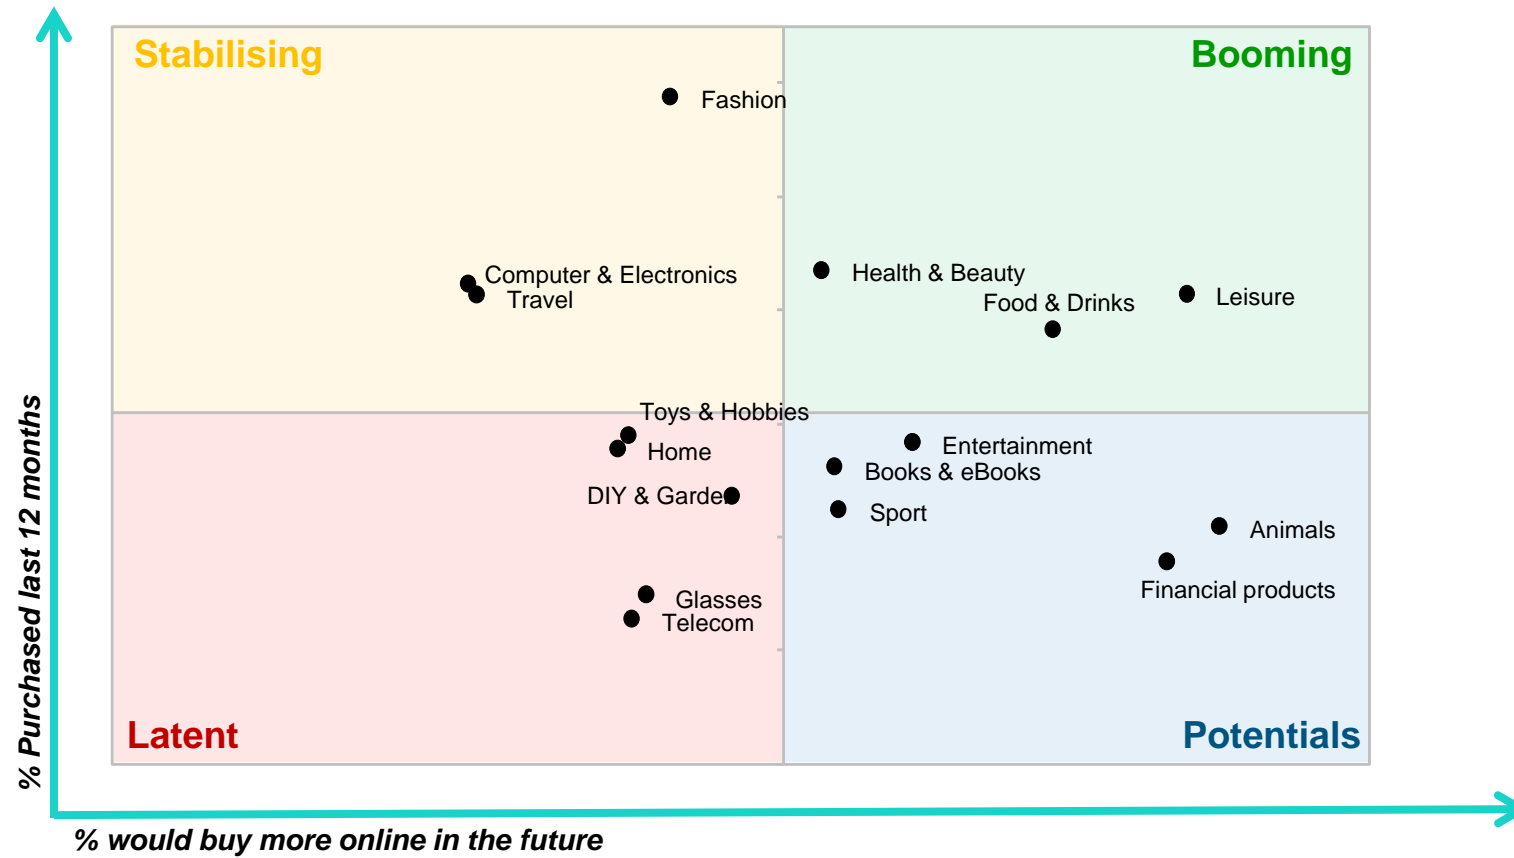 Stabilising
Booming
Fashion
Computer & Electronics
Travel
Health & Beauty
Food & Drinks
Leisure
Toys & Hobbies
Home
DIY & Garden
Entertainment
Books & eBooks
Sport
Animals
Financial products
Glasses
Telecom
Latent
Potentials
% Purchased last 12 months
% would buy more online in the future